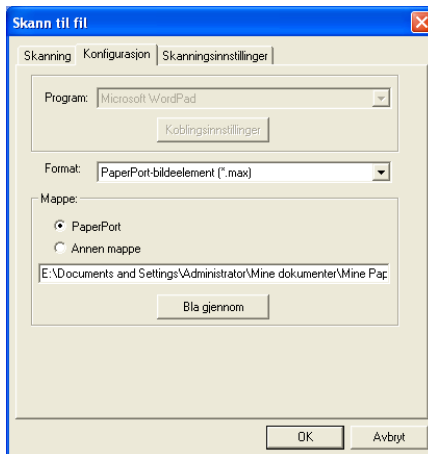 Skann til fil
Skanning Konfigurasjon Skanningsinnstillinger
Program: Microsoft WordPad
Koblingsinnstillinger
Format: PaperPort-bildeelement (*.max)
Mappe:
PaperPort
Annen mappe
E:\Documents and Settings\Administrator\Mine dokumenter\Mine Pap
Bla gjennom
OK Avbryt